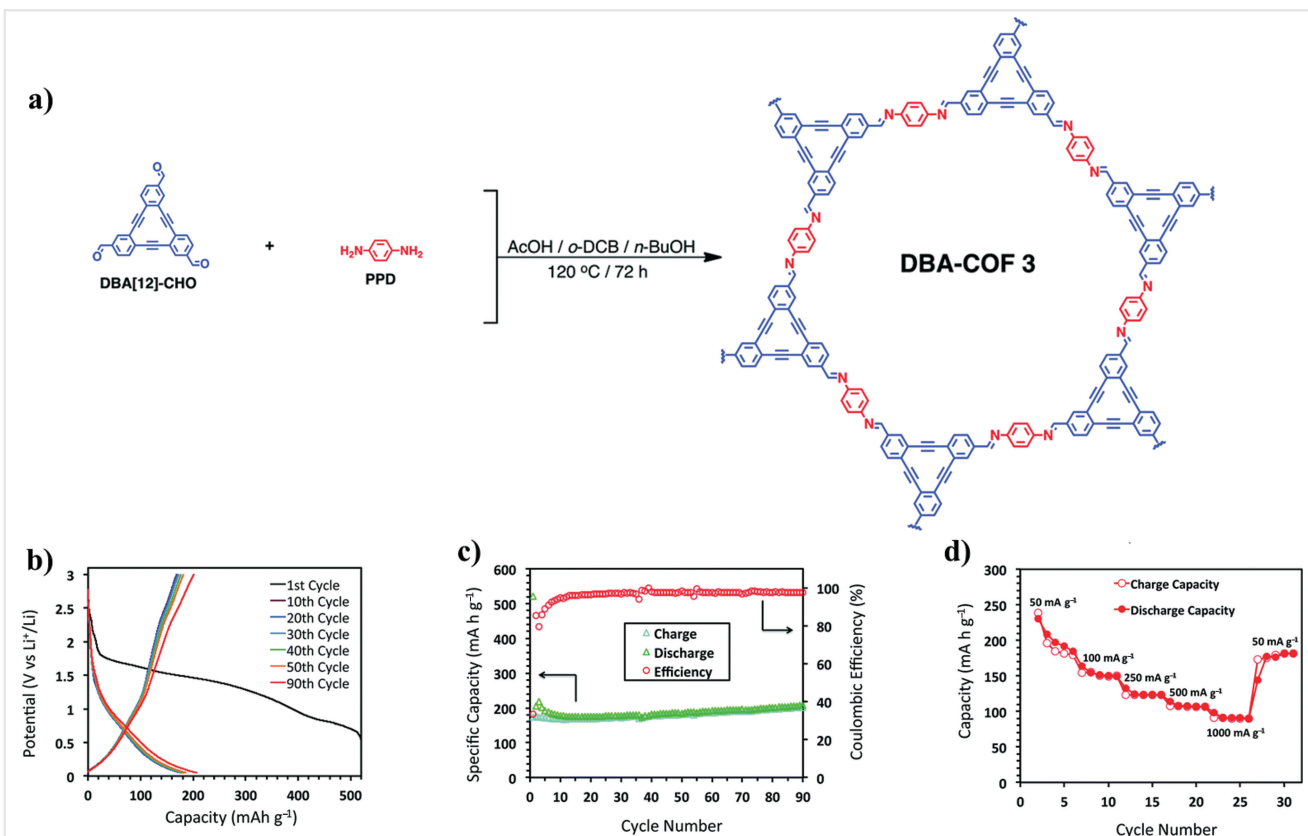 a)
O
O
O
DBA[12]-CHO
+
H₂N
NH₂
PPD
AcOH / o-DCB / n-BuOH
120 ºC / 72 h
DBA-COF 3
N
N
N
N
N
N
N
N
N
N
N
N
b)
3
2.5
2
1.5
1
0.5
0
Potential (V vs Li⁺/Li)
0 100 200 300 400 500
Capacity (mAh g⁻¹)
1st Cycle
10th Cycle
20th Cycle
30th Cycle
40th Cycle
50th Cycle
90th Cycle
c)
600
500
400
300
200
100
0
Specific Capacity (mA h g⁻¹)
Charge
Discharge
Efficiency
100
80
60
40
20
0
Coulombic Efficiency (%)
0 10 20 30 40 50 60 70 80 90
Cycle Number
d)
300
250
200
150
100
50
0
Capacity (mA h g⁻¹)
Charge Capacity
Discharge Capacity
50 mA g⁻¹
100 mA g⁻¹
250 mA g⁻¹
500 mA g⁻¹
1000 mA g⁻¹
50 mA g⁻¹
0 5 10 15 20 25 30
Cycle Number